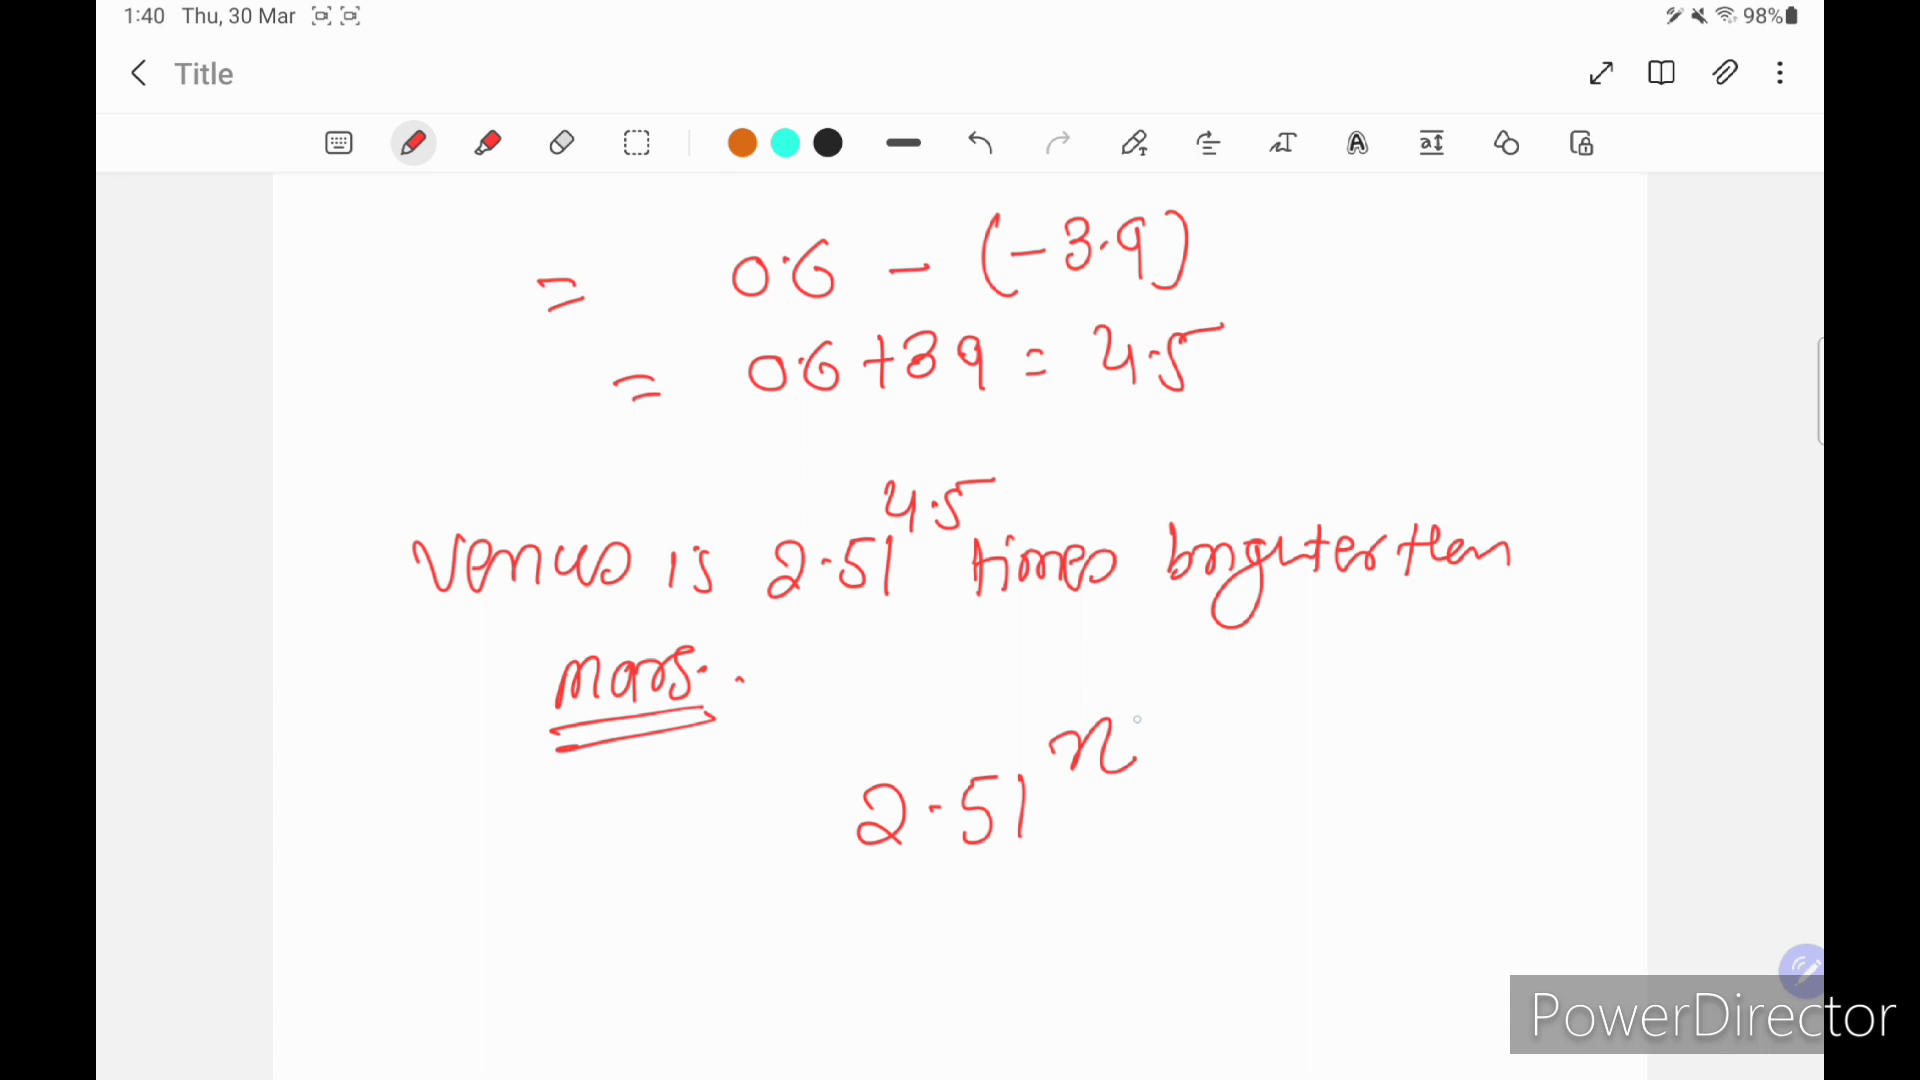 1:40 Thu, 30 Mar 98%
Title
= 0.6 - (-3.9)
= 0.6 + 3 9 = 4.5
Venus is 2.51^4.5 times brighter then
Mars.
2.51^n
PowerDirector